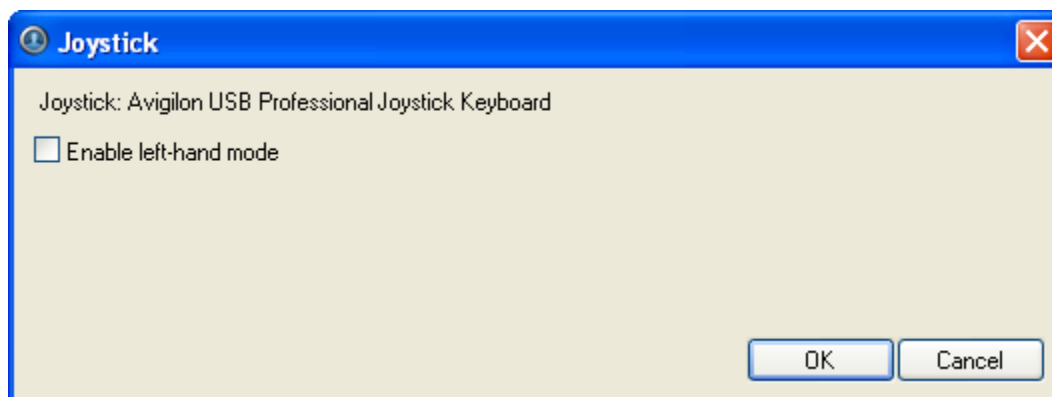 Joystick
Joystick: Avigilon USB Professional Joystick Keyboard
Enable left-hand mode
OK Cancel